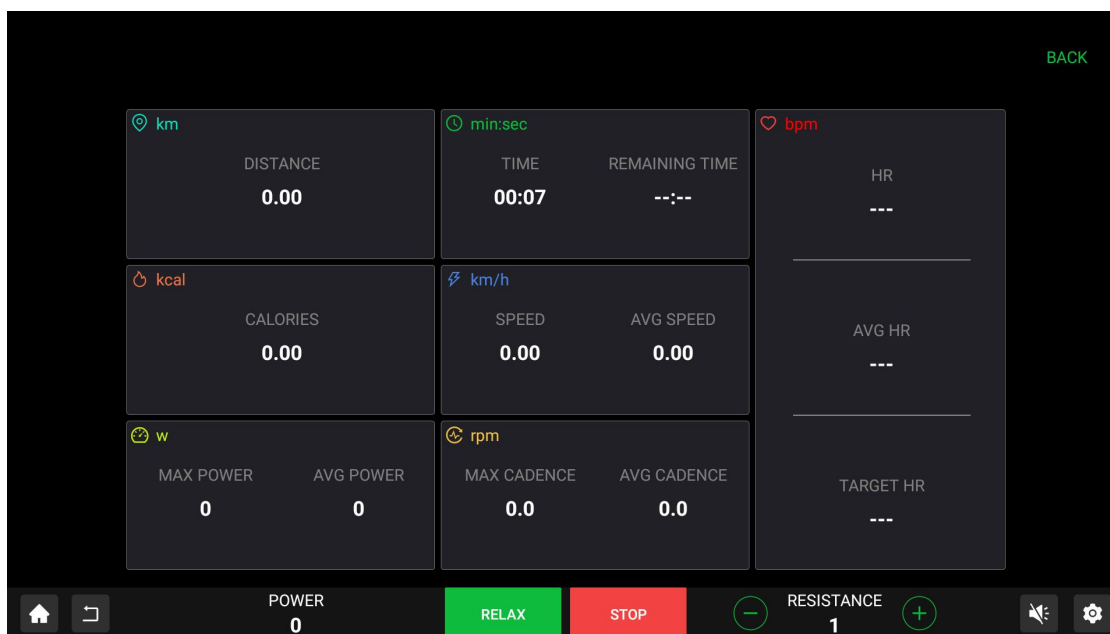 BACK
km
DISTANCE
0.00
min:sec
TIME REMAINING TIME
00:07 --:--
bpm
HR
---
AVG HR
---
TARGET HR
---
kcal
CALORIES
0.00
km/h
SPEED AVG SPEED
0.00 0.00
w
MAX POWER AVG POWER
0 0
rpm
MAX CADENCE AVG CADENCE
0.0 0.0
POWER
0
RELAX
STOP
RESISTANCE
1